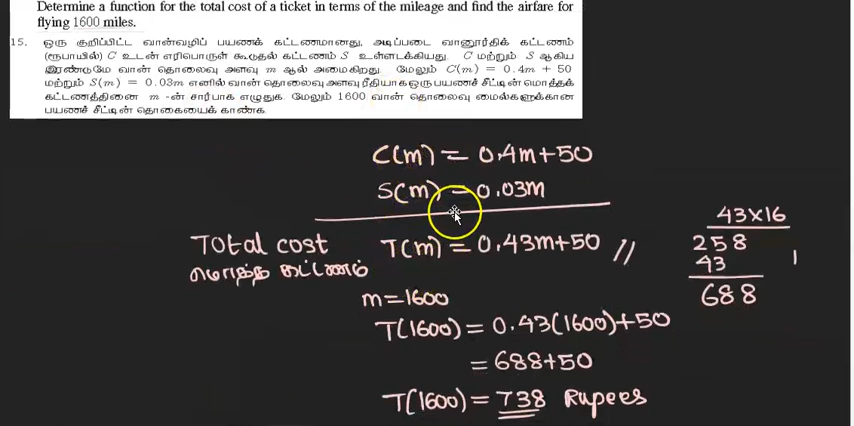 Determine a function for the total cost of a ticket in terms of the mileage and find the airfare for
flying 1600 miles.
15. ஒரு குறிப்பிட்ட வான்வழிப் பயணக் கட்டணமானது, அடிப்படை வானூர்திக் கட்டணம்
(ரூபாயில்) C உடன் எரிபொருள் கூடுதல் கட்டணம் S உள்ளடக்கியது. C மற்றும் S ஆகிய
இரண்டுமே வான் தொலைவு அளவு m ஆல் அமைகிறது. மேலும் C(m) = 0.4m + 50
மற்றும் S(m) = 0.03m எனில் வான் தொலைவு அளவு ரீதியாக ஒரு பயணச் சீட்டின் மொத்தக்
கட்டணத்தினை m -ன் சார்பாக எழுதுக. மேலும் 1600 வான் தொலைவு மைல்களுக்கான
பயணச் சீட்டின் தொகையைக் காண்க.
C(m) = 0.4m+50
S(m) = 0.03m
Total cost T(m) = 0.43m+50 //
மொத்த கட்டணம்
m=1600
T(1600) = 0.43(1600)+50
= 688+50
T(1600) = 738 Rupees
43×16
258
43
688